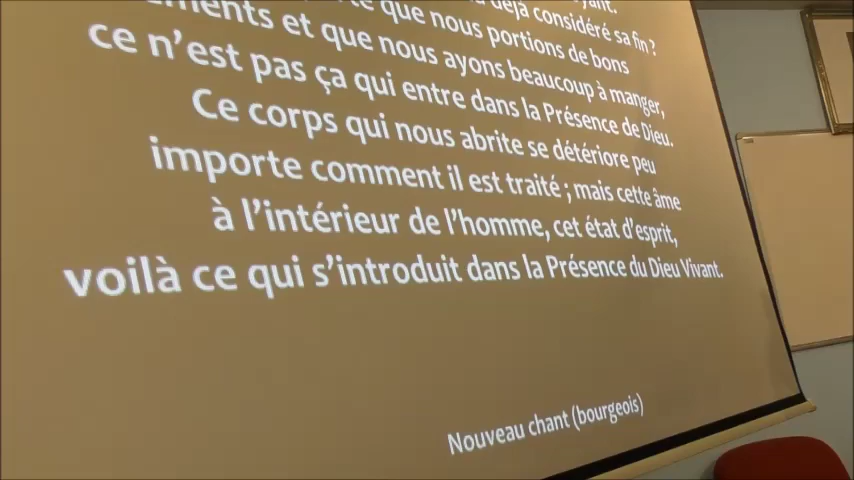 déjà considéré sa fin ?
que nous portions de bons
et que nous ayons beaucoup à manger,
ce n'est pas ça qui entre dans la Présence de Dieu.
Ce corps qui nous abrite se détériore peu
importe comment il est traité ; mais cette âme
à l'intérieur de l'homme, cet état d'esprit,
voilà ce qui s'introduit dans la Présence du Dieu Vivant.
Nouveau chant (bourgeois)